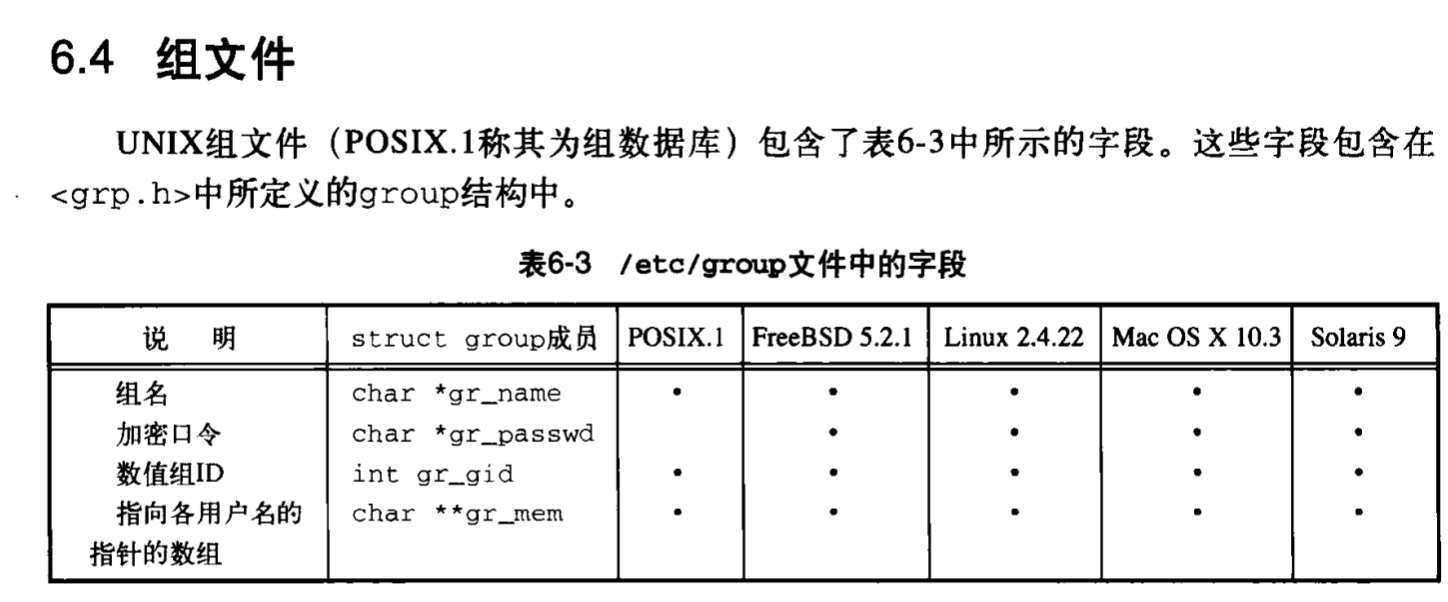 6.4 组文件
UNIX组文件（POSIX.1称其为组数据库）包含了表6-3中所示的字段。这些字段包含在
<grp.h>中所定义的group结构中。
表6-3 /etc/group文件中的字段
说 明 struct group成员 POSIX.1 FreeBSD 5.2.1 Linux 2.4.22 Mac OS X 10.3 Solaris 9
组名 char *gr_name • • • • •
加密口令 char *gr_passwd • • • •
数值组ID int gr_gid • • • • •
指向各用户名的 char **gr_mem • • • • •
指针的数组